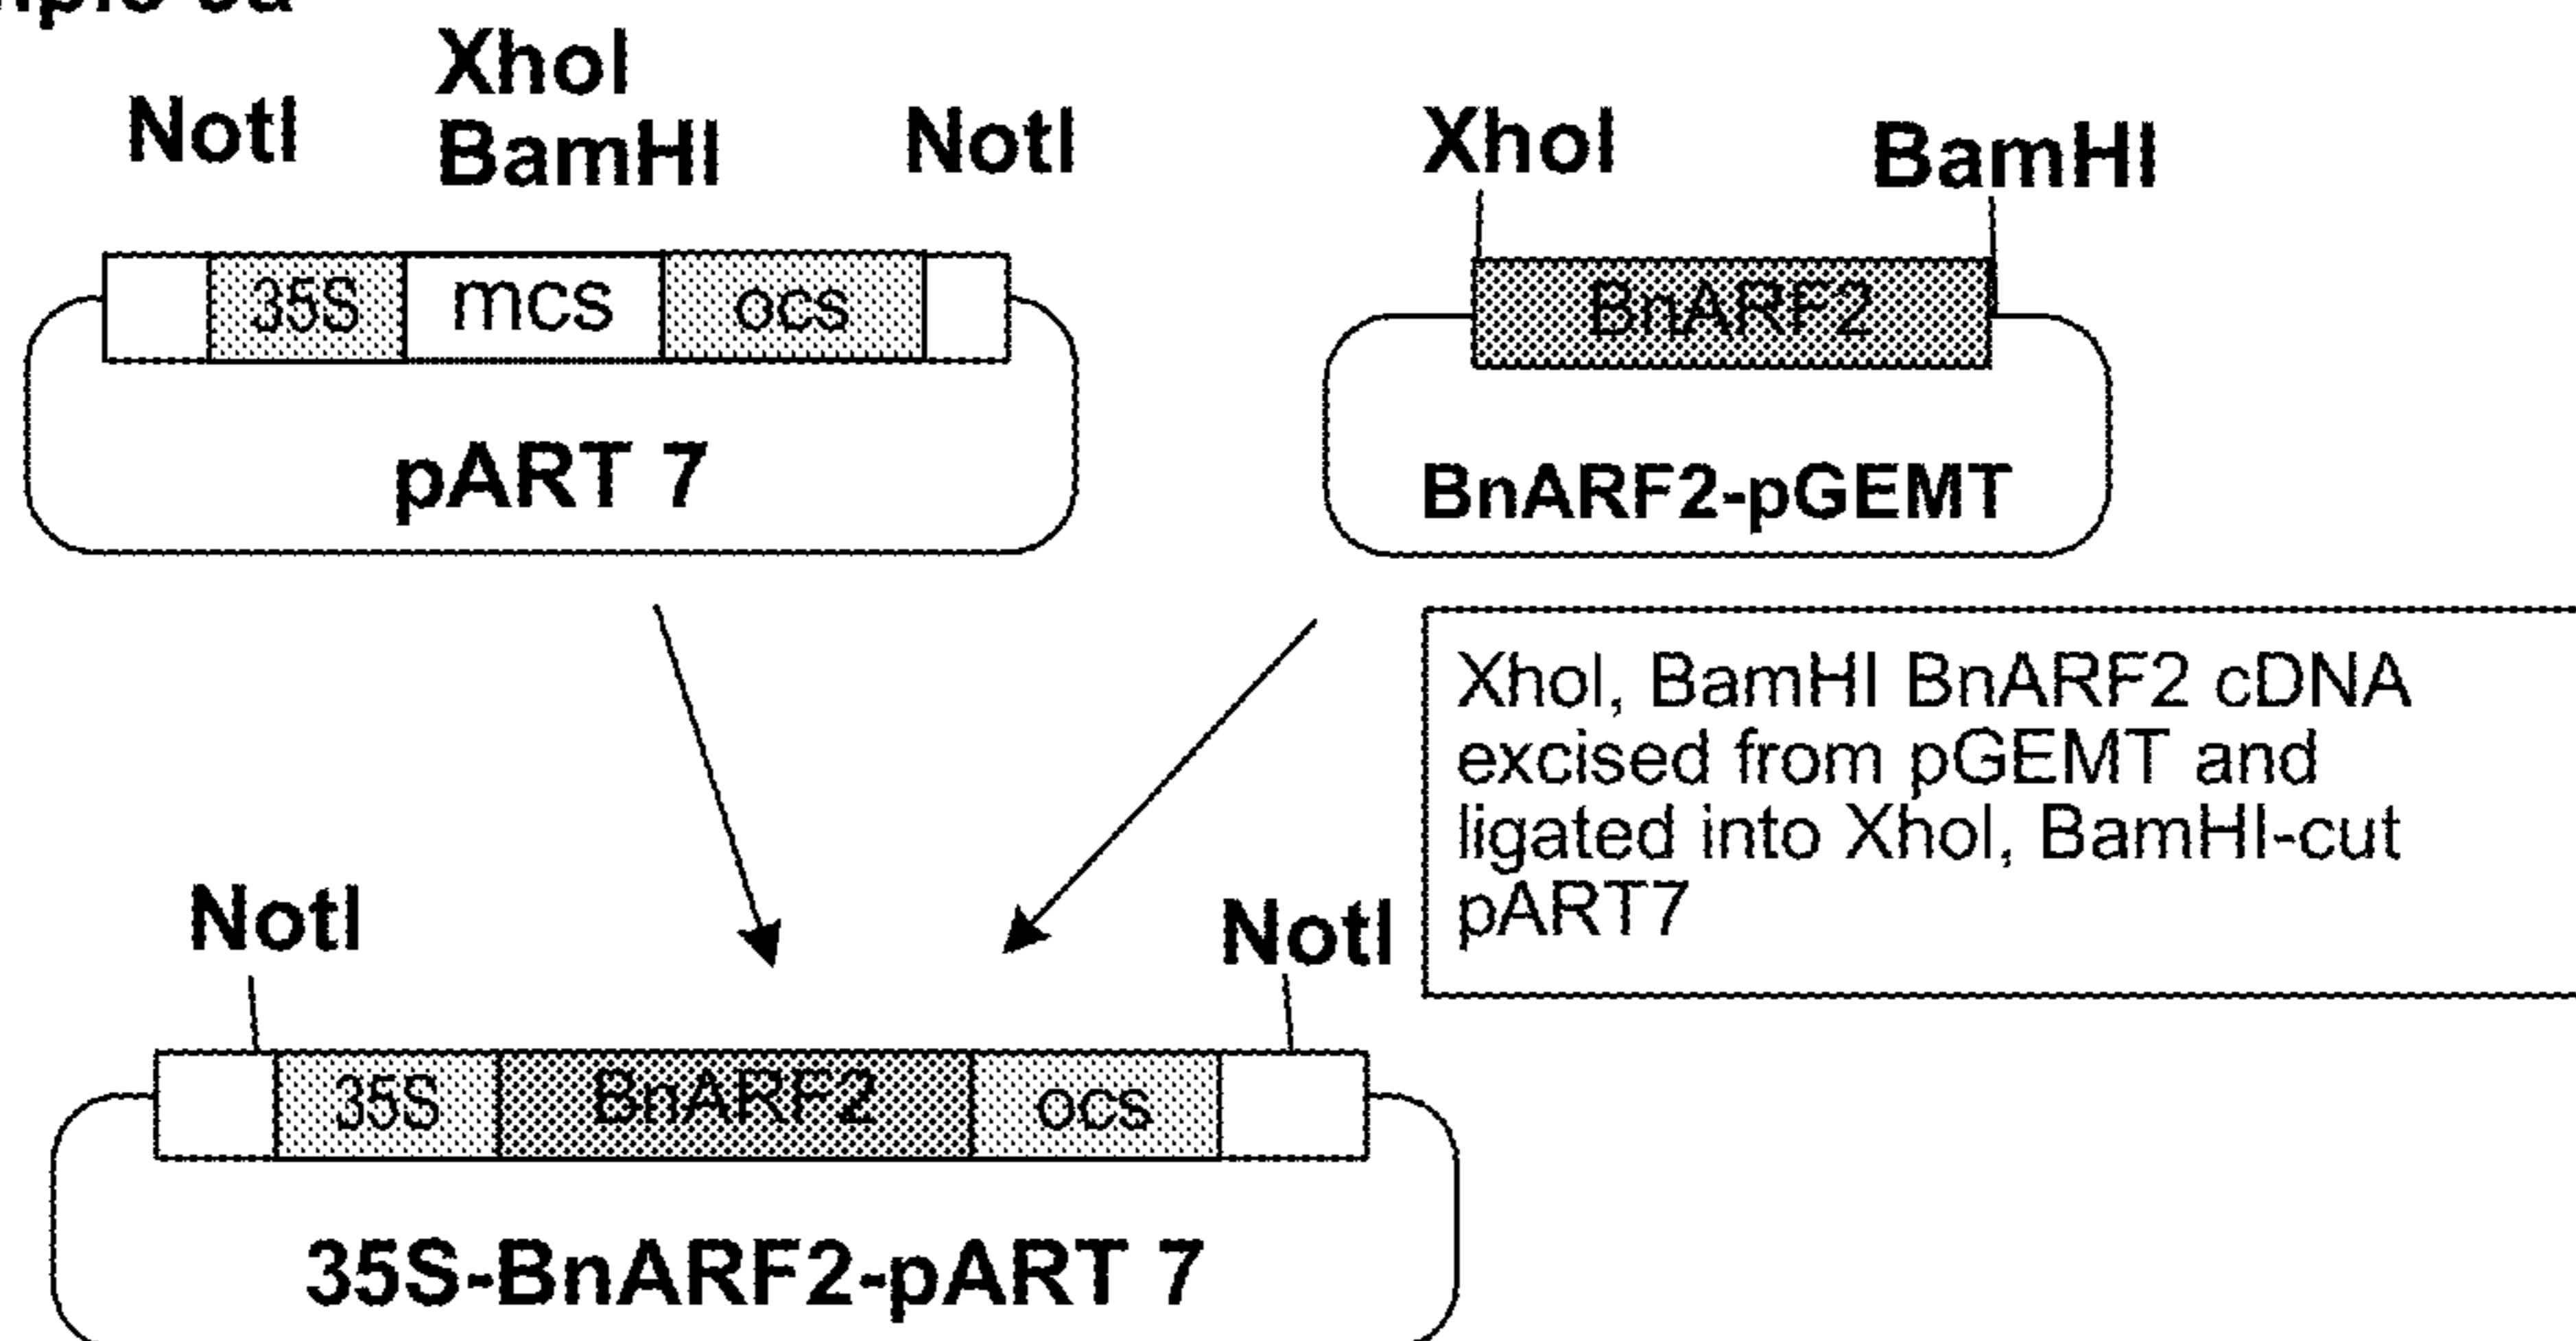 NotI
XhoI
BamHI
NotI
XhoI
BamHI
35S
mcs
ocs
BnARF2
pART 7
BnARF2-pGEMT
XhoI, BamHI BnARF2 cDNA
excised from pGEMT and
ligated into XhoI, BamHI-cut
pART7
NotI
NotI
35S
BnARF2
ocs
35S-BnARF2-pART 7